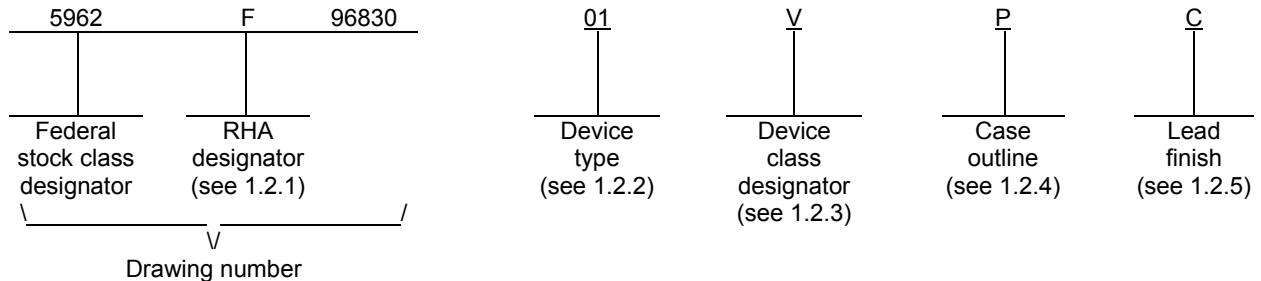 5962 F 96830 01 V P C
Federal stock class designator
RHA designator (see 1.2.1)
Device type (see 1.2.2)
Device class designator (see 1.2.3)
Case outline (see 1.2.4)
Lead finish (see 1.2.5)
\ / \/
Drawing number